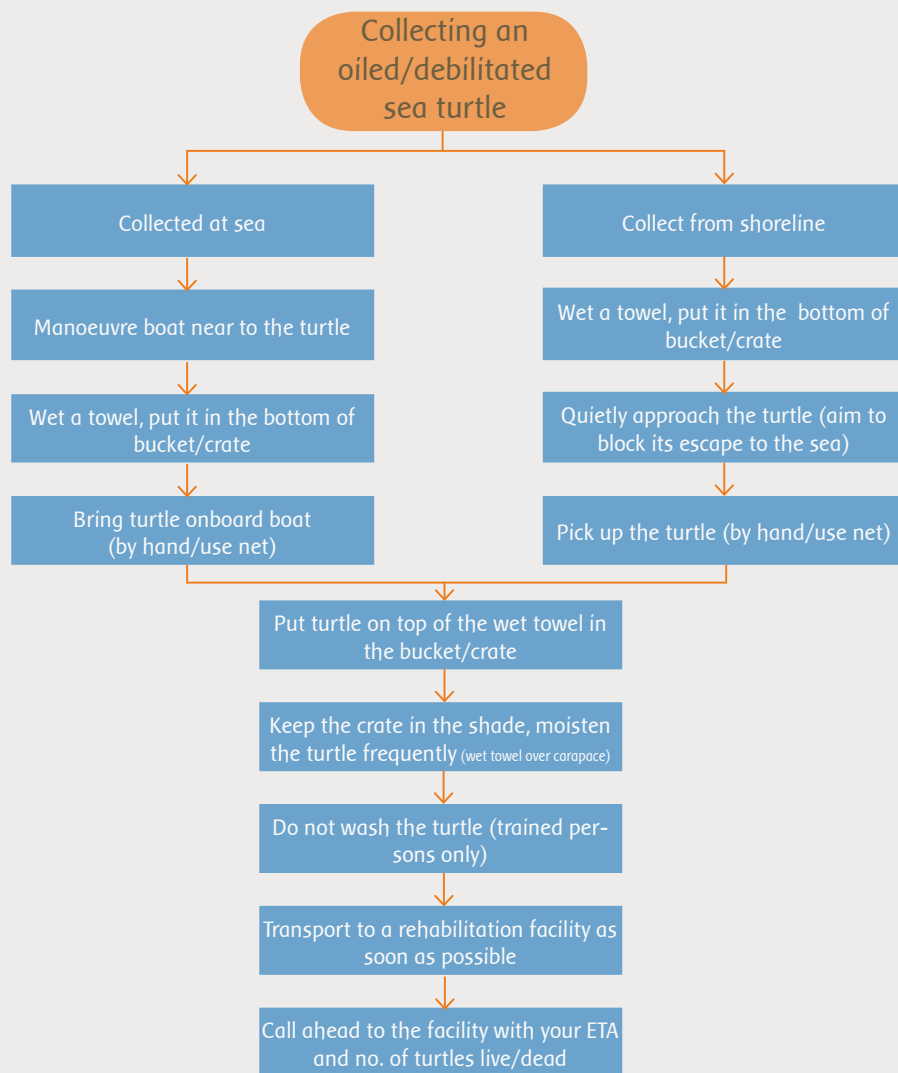 Collecting an
oiled/debilitated
sea turtle
Collected at sea
Manoeuvre boat near to the turtle
Wet a towel, put it in the bottom of
bucket/crate
Bring turtle onboard boat
(by hand/use net)
Collect from shoreline
Wet a towel, put it in the  bottom of
bucket/crate
Quietly approach the turtle (aim to
block its escape to the sea)
Pick up the turtle (by hand/use net)
Put turtle on top of the wet towel in
the bucket/crate
Keep the crate in the shade, moisten
the turtle frequently (wet towel over carapace)
Do not wash the turtle (trained per-
sons only)
Transport to a rehabilitation facility as
soon as possible
Call ahead to the facility with your ETA
and no. of turtles live/dead